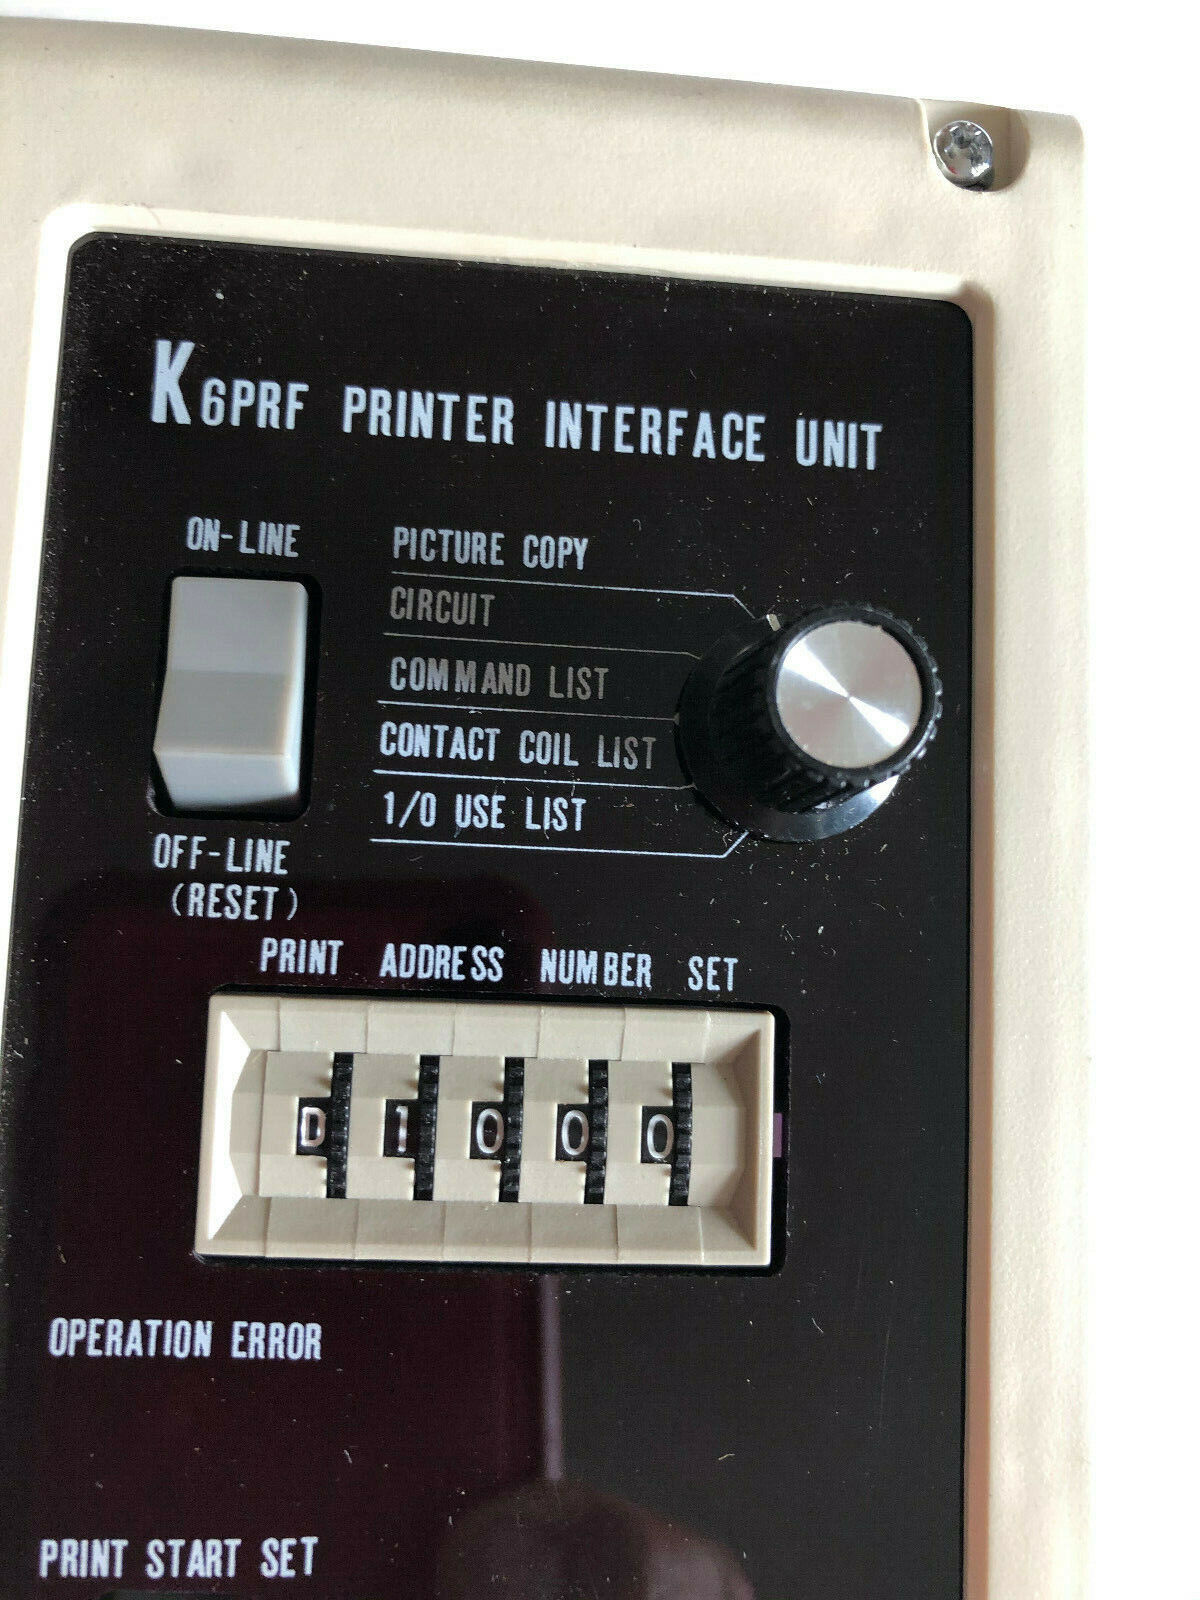 K6PRF PRINTER INTERFACE UNIT
ON-LINE
OFF-LINE
(RESET)
PICTURE COPY
CIRCUIT
COMMAND LIST
CONTACT COIL LIST
1/0 USE LIST
PRINT ADDRESS NUMBER SET
D 1 0 0 0
OPERATION ERROR
PRINT START SET